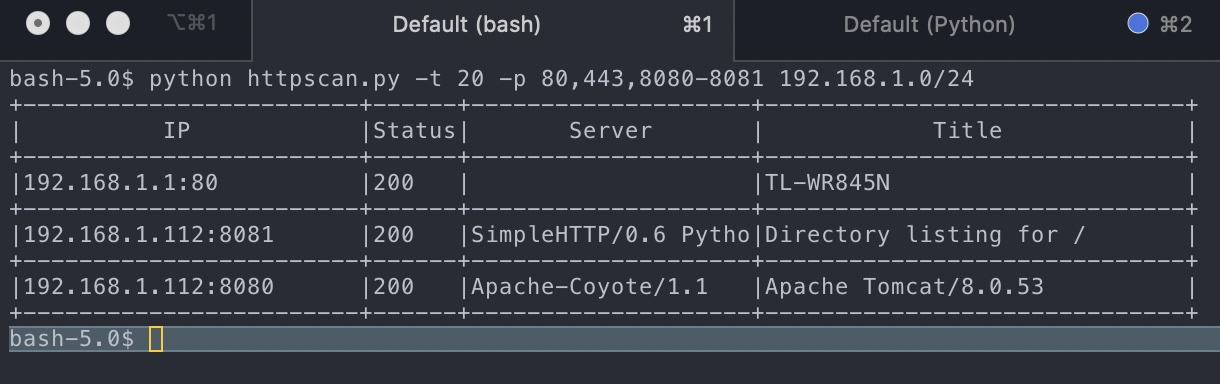 ⌥⌘1 Default (bash) ⌘1 Default (Python) ⌘2
bash-5.0$ python httpscan.py -t 20 -p 80,443,8080-8081 192.168.1.0/24
+------------------------+------+--------------------+------------------------------+
|          IP            |Status|       Server       |            Title             |
+------------------------+------+--------------------+------------------------------+
|192.168.1.1:80          |200   |                    |TL-WR845N                     |
+------------------------+------+--------------------+------------------------------+
|192.168.1.112:8081      |200   |SimpleHTTP/0.6 Pytho|Directory listing for /       |
+------------------------+------+--------------------+------------------------------+
|192.168.1.112:8080      |200   |Apache-Coyote/1.1   |Apache Tomcat/8.0.53          |
+------------------------+------+--------------------+------------------------------+
bash-5.0$